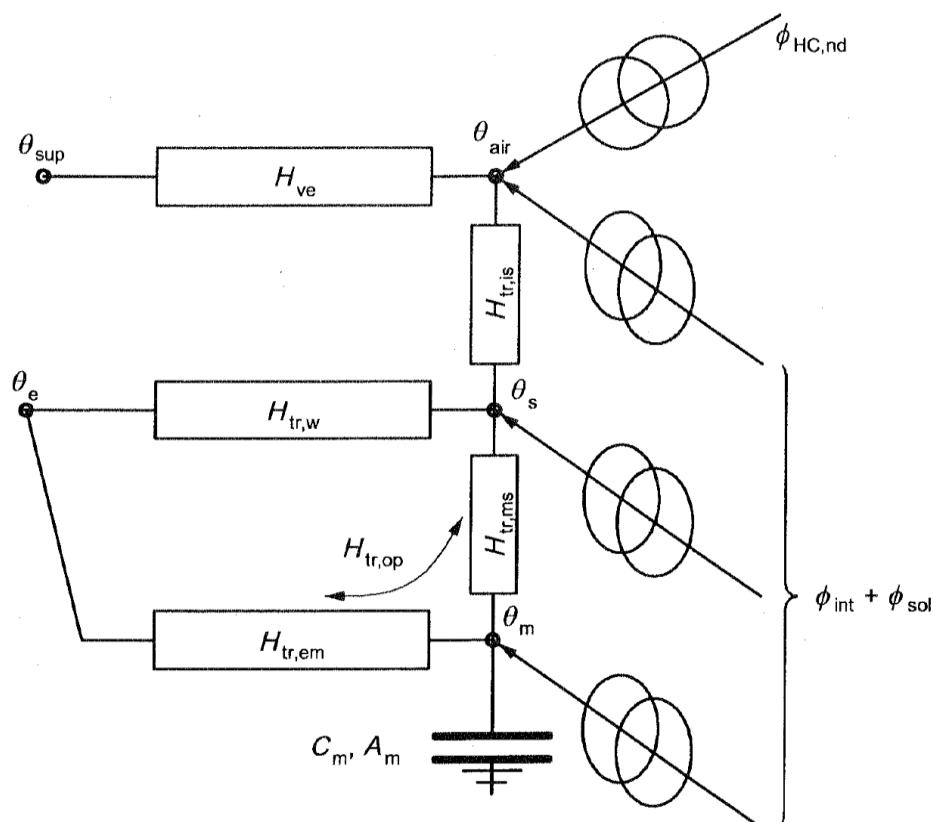 ϕHC,nd
θsup
θair
Hve
Htr,is
θe
θs
Htr,w
Htr,ms
Htr,op
ϕint + ϕsol
θm
Htr,em
Cm, Am